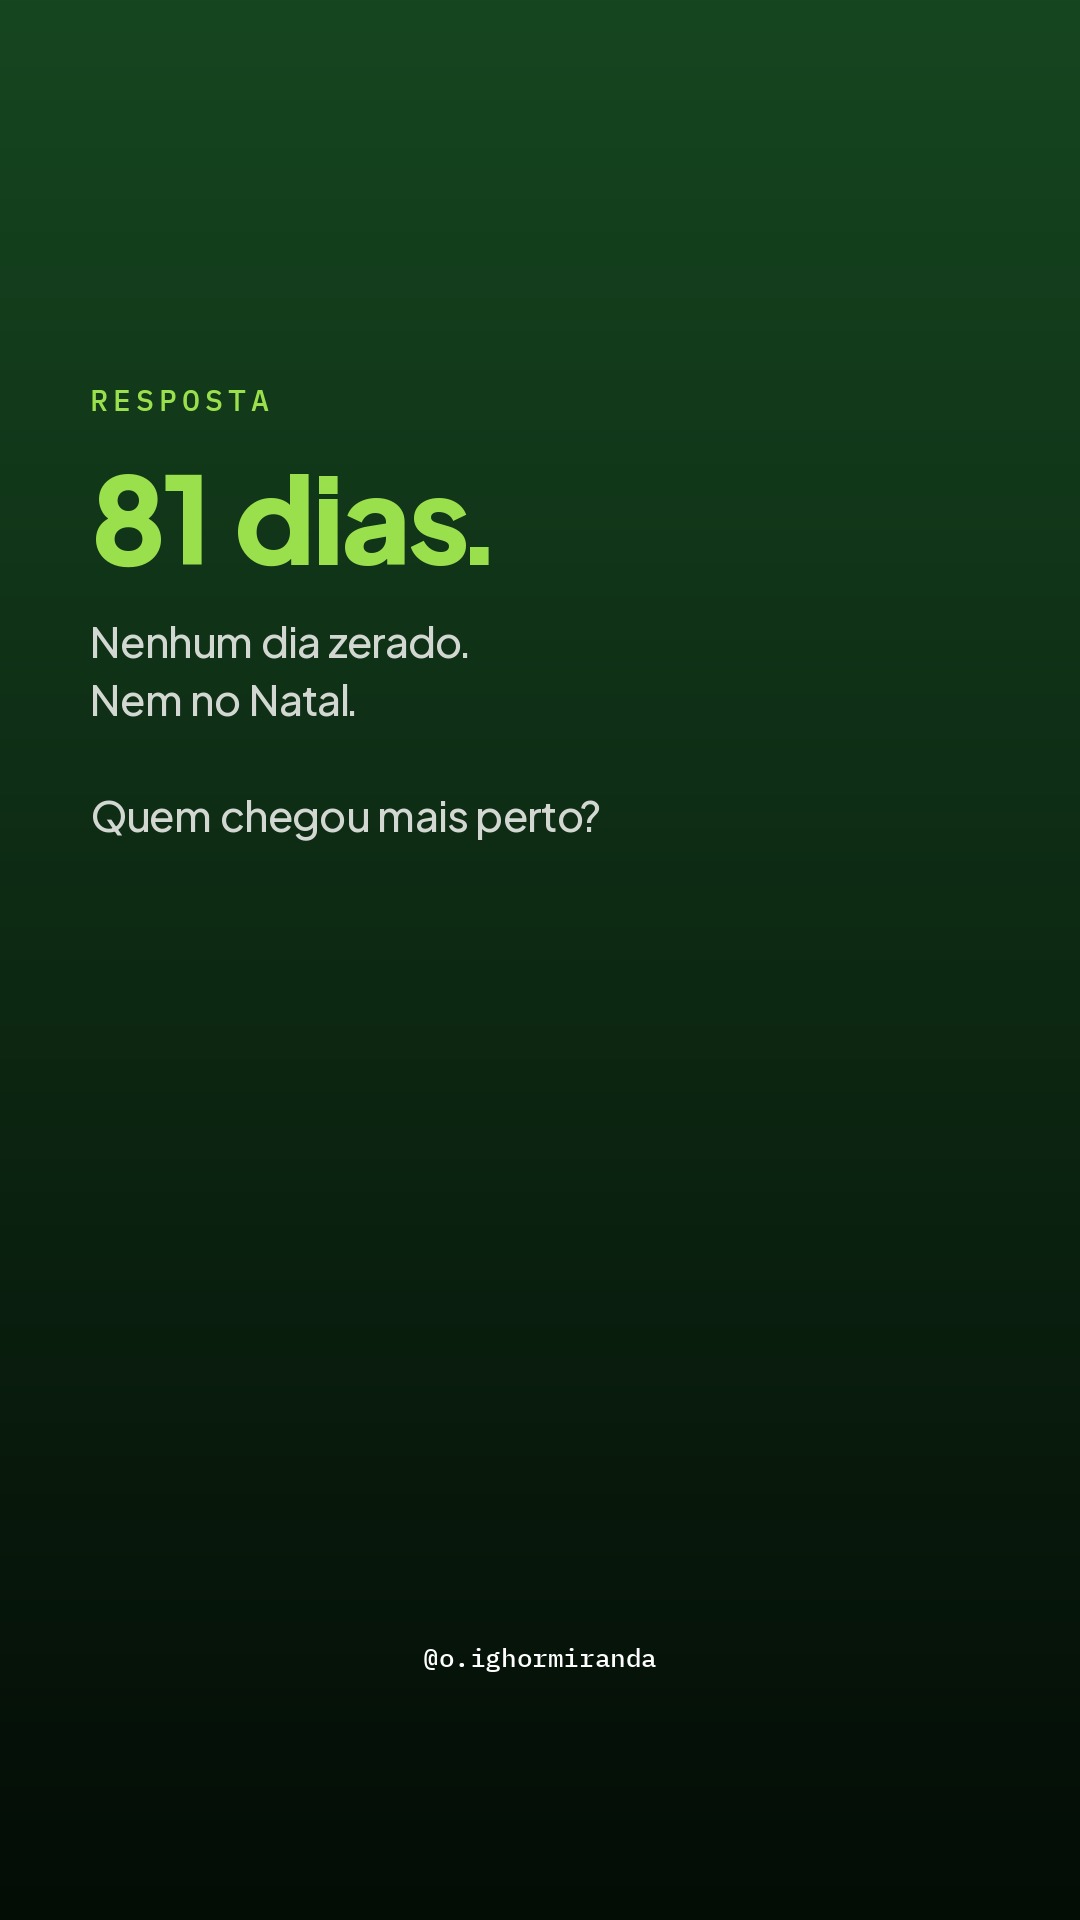 RESPOSTA
81 dias.
Nenhum dia zerado.
Nem no Natal.
Quem chegou mais perto?
@o.ighormiranda